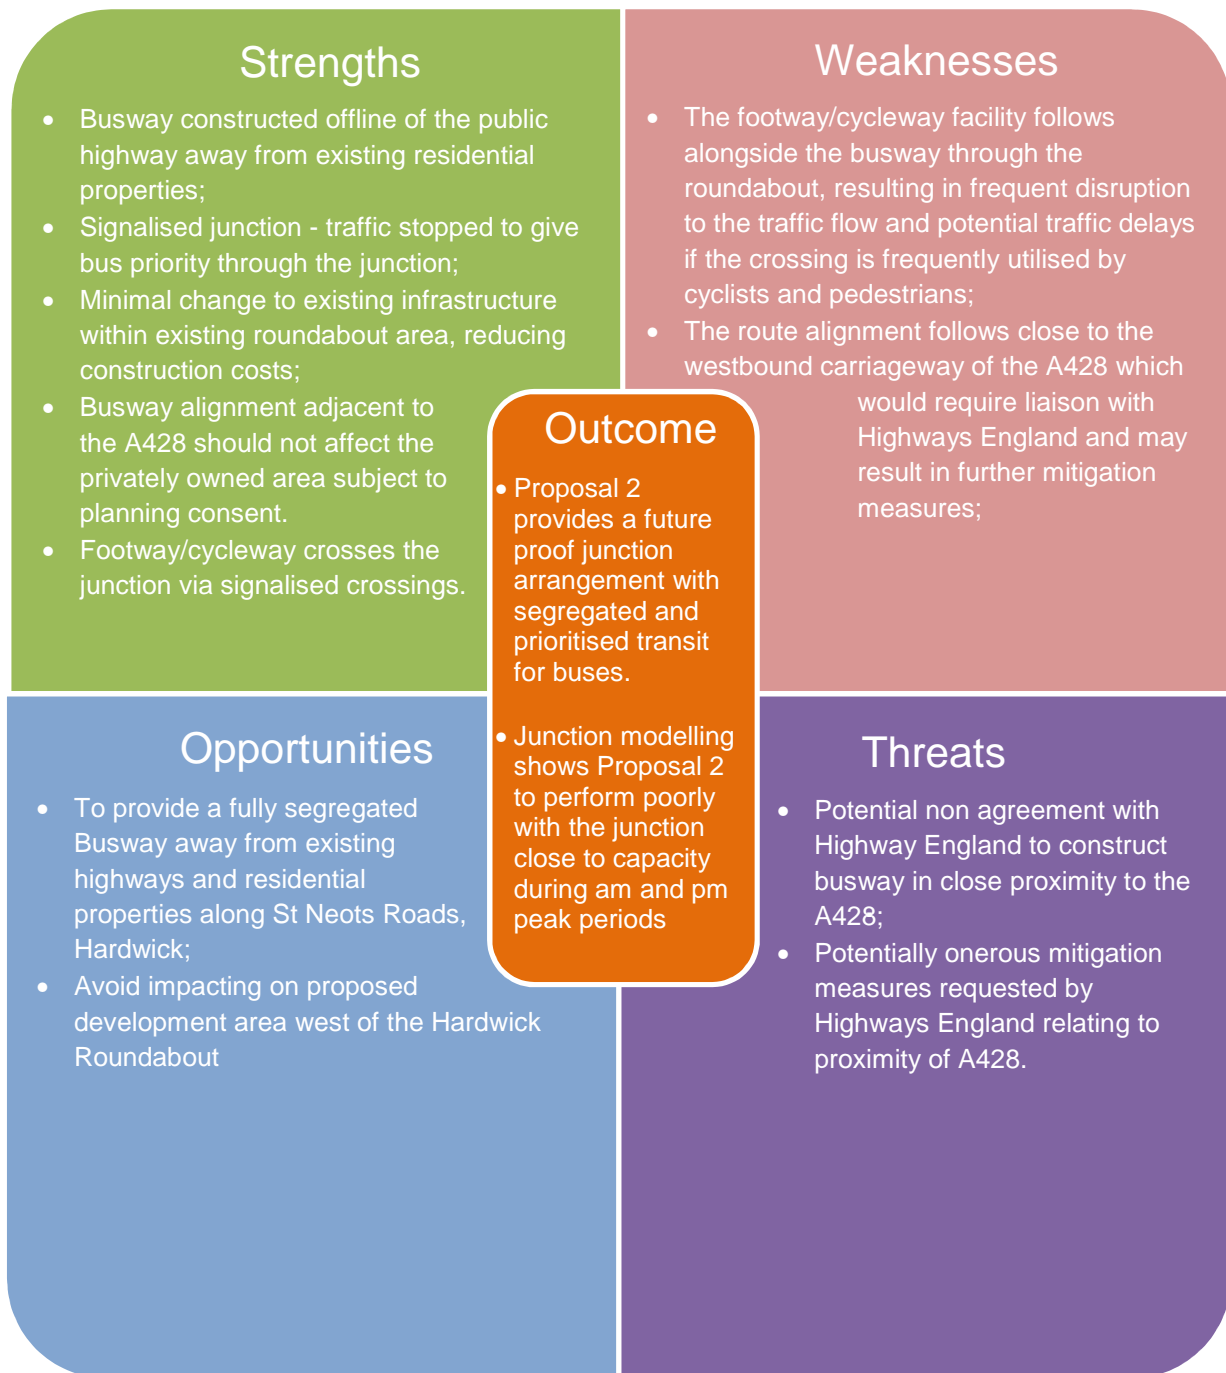 Strengths
• Busway constructed offline of the public
highway away from existing residential
properties;
• Signalised junction - traffic stopped to give
bus priority through the junction;
• Minimal change to existing infrastructure
within existing roundabout area, reducing
construction costs;
• Busway alignment adjacent to
the A428 should not affect the
privately owned area subject to
planning consent.
• Footway/cycleway crosses the
junction via signalised crossings.
Weaknesses
• The footway/cycleway facility follows
alongside the busway through the
roundabout, resulting in frequent disruption
to the traffic flow and potential traffic delays
if the crossing is frequently utilised by
cyclists and pedestrians;
• The route alignment follows close to the
westbound carriageway of the A428 which
would require liaison with
Highways England and may
result in further mitigation
measures;
Outcome
• Proposal 2
provides a future
proof junction
arrangement with
segregated and
prioritised transit
for buses.
• Junction modelling
shows Proposal 2
to perform poorly
with the junction
close to capacity
during am and pm
peak periods
Opportunities
• To provide a fully segregated
Busway away from existing
highways and residential
properties along St Neots Roads,
Hardwick;
• Avoid impacting on proposed
development area west of the Hardwick
Roundabout
Threats
• Potential non agreement with
Highway England to construct
busway in close proximity to the
A428;
• Potentially onerous mitigation
measures requested by
Highways England relating to
proximity of A428.